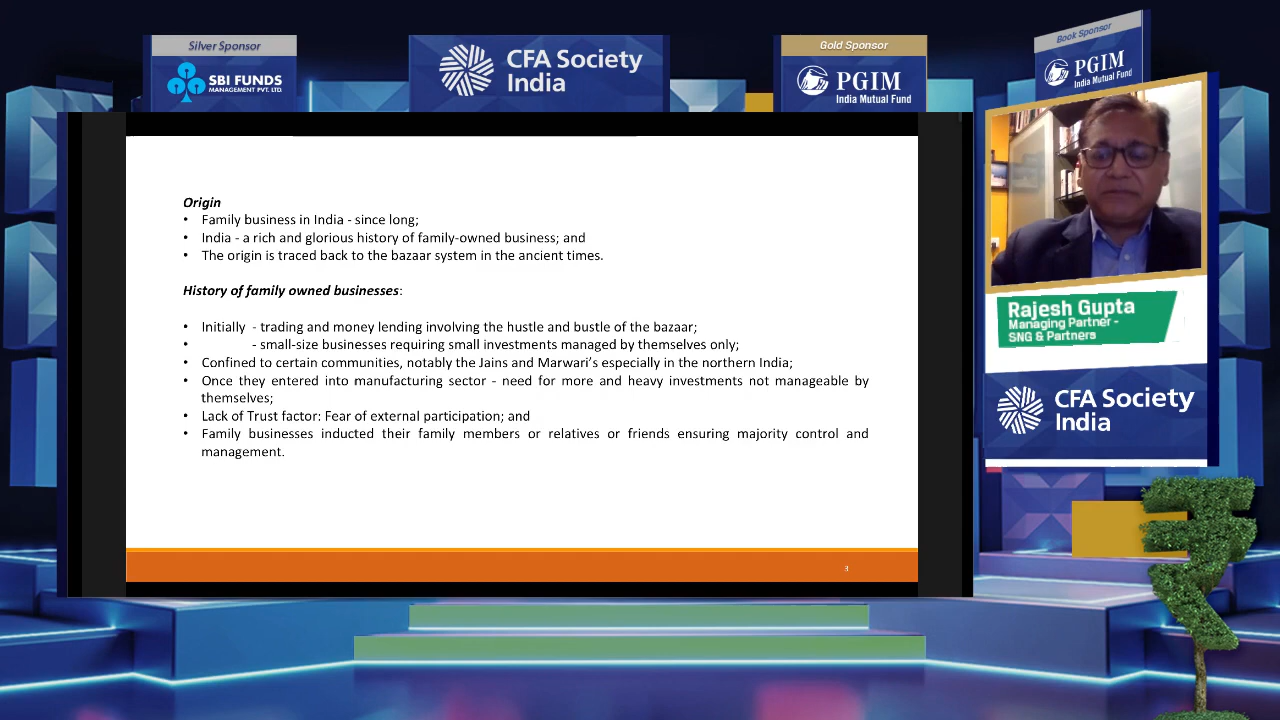 Silver Sponsor
SBI FUNDS
MANAGEMENT PVT. LTD.
CFA Society
India
Gold Sponsor
PGIM
India Mutual Fund
Book Sponsor
PGIM
India Mutual Fund
Origin
• Family business in India - since long;
• India - a rich and glorious history of family-owned business; and
• The origin is traced back to the bazaar system in the ancient times.
History of family owned businesses:
• Initially - trading and money lending involving the hustle and bustle of the bazaar;
• - small-size business requiring small investments managed by themselves only;
• Confined to certain communities, notably the Jains and Marwari's especially in the northern India;
• Once they entered into manufacturing sector - need for more and heavy investments not manageable by
themselves;
• Lack of Trust factor: Fear of external participation; and
• Family businesses inducted their family members or relatives or friends ensuring majority control and
management.
3
Rajesh Gupta
Managing Partner -
SNG & Partners
CFA Society
India